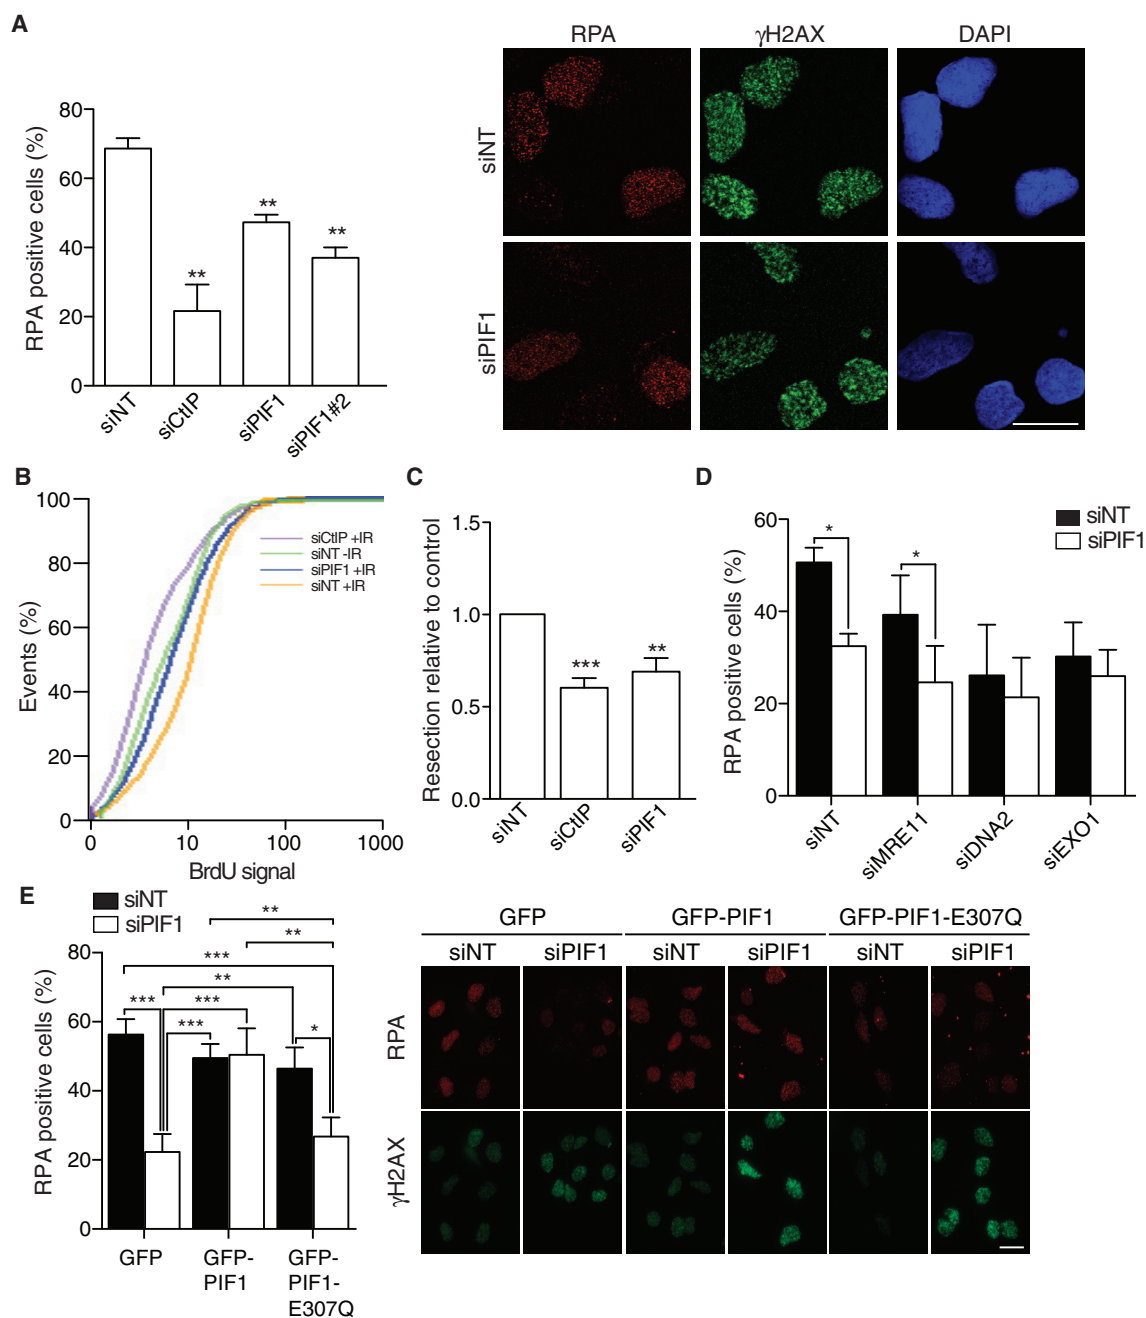 A
RPA positive cells (%)
80
60
40
20
0
**
**
**
siNT
siCtIP
siPIF1
siPIF1#2
RPA
γH2AX
DAPI
siNT
siPIF1
B
Events (%)
100
80
60
40
20
0
siCtIP +IR
siNT -IR
siPIF1 +IR
siNT +IR
0
10
100
1000
BrdU signal
C
Resection relative to control
1.5
1.0
0.5
0.0
***
**
siNT
siCtIP
siPIF1
D
RPA positive cells (%)
60
40
20
0
*
*
siNT
siPIF1
siNT
siMRE11
siDNA2
siEXO1
E
siNT
siPIF1
RPA positive cells (%)
80
60
40
20
0
**
**
***
**
***
***
***
*
GFP
GFP-
PIF1
GFP-
PIF1-
E307Q
GFP
GFP-PIF1
GFP-PIF1-E307Q
siNT
siPIF1
siNT
siPIF1
siNT
siPIF1
RPA
γH2AX